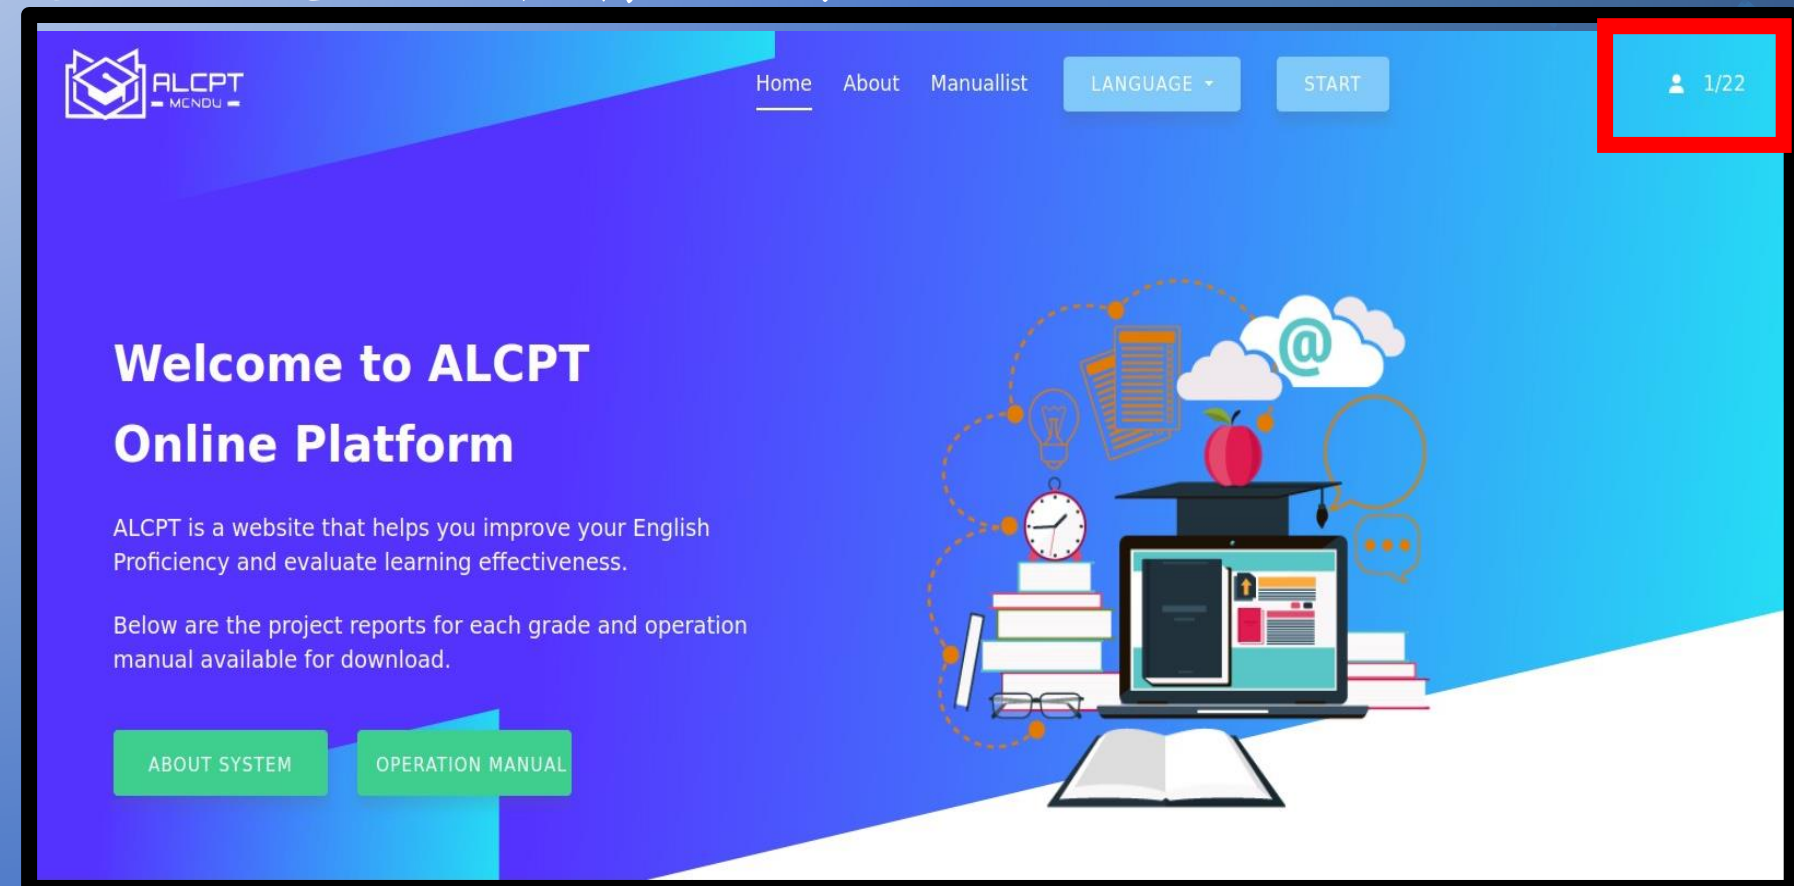 ALCPT
MCNDU
Home About Manuallist LANGUAGE START 1/22
Welcome to ALCPT
Online Platform
ALCPT is a website that helps you improve your English
Proficiency and evaluate learning effectiveness.
Below are the project reports for each grade and operation
manual available for download.
ABOUT SYSTEM OPERATION MANUAL
@